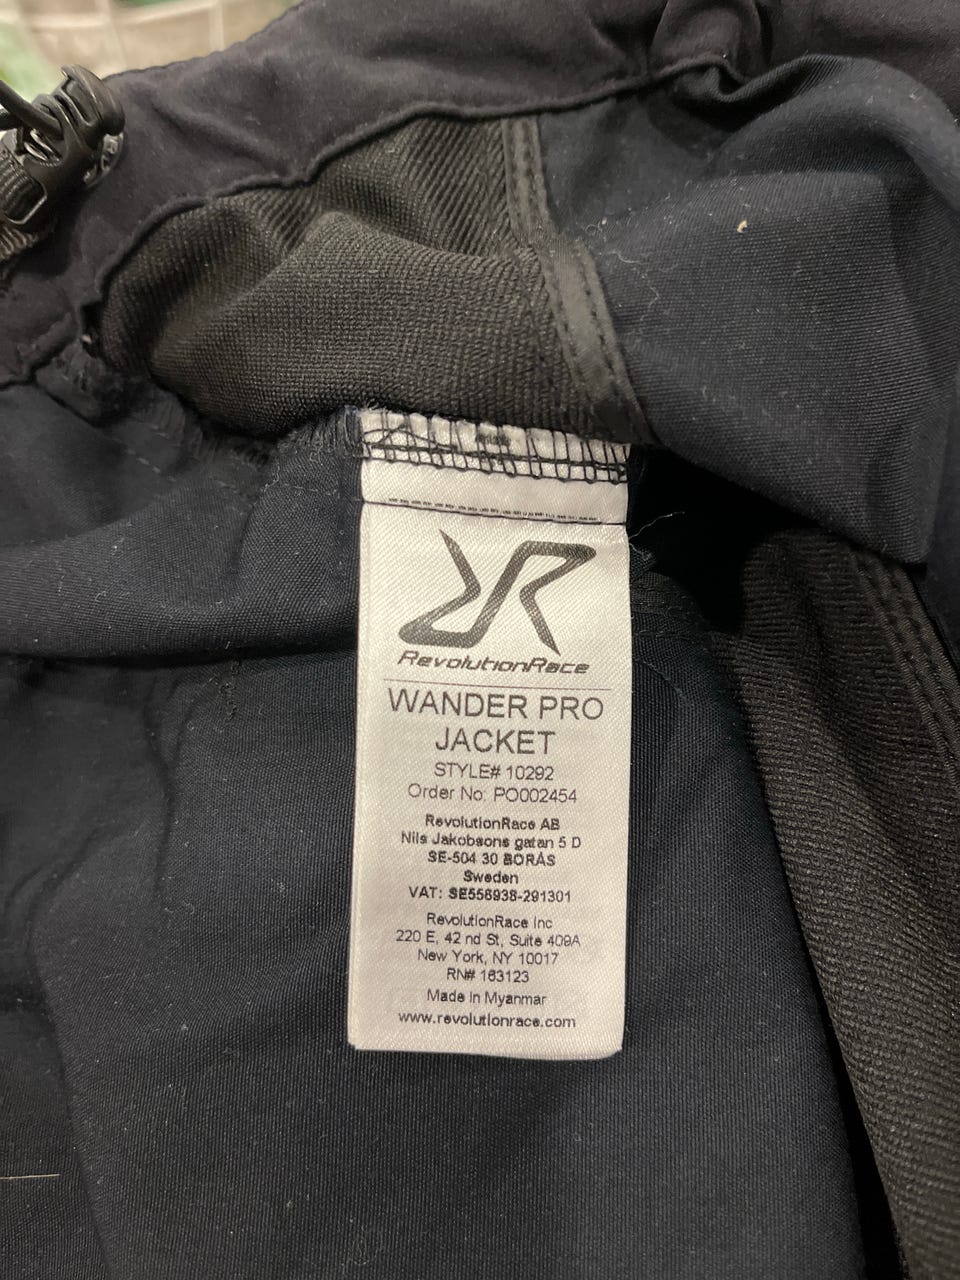 RevolutionRace
WANDER PRO
JACKET
STYLE# 10292
Order No: PO002454
RevolutionRace AB
Nils Jakobsons gatan 5 D
SE-504 30 BORÅS
Sweden
VAT: SE556938-291301
RevolutionRace Inc
220 E, 42 nd St, Suite 409A
New York, NY 10017
RN# 163123
Made in Myanmar
www.revolutionrace.com